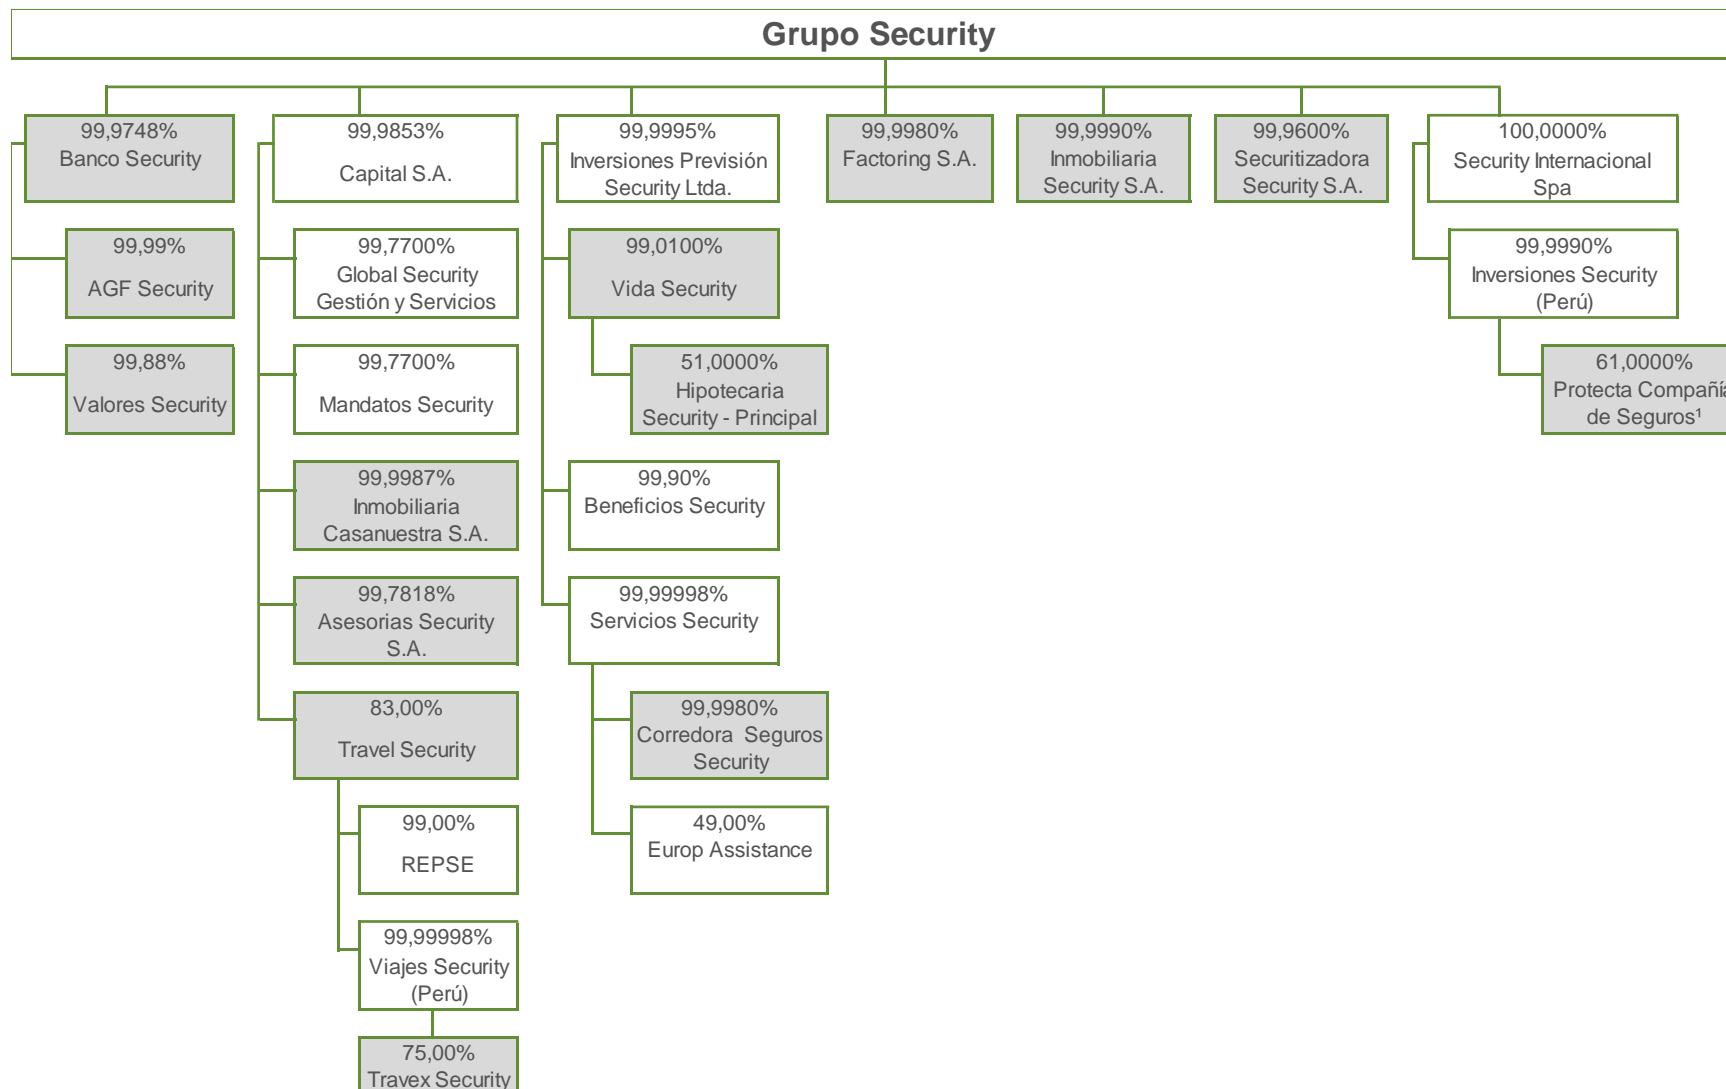 Grupo Security
99,9748%
Banco Security
99,99%
AGF Security
99,88%
Valores Security
99,9853%
Capital S.A.
99,7700%
Global Security
Gestión y Servicios
99,7700%
Mandatos Security
99,9987%
Inmobiliaria
Casanuestra S.A.
99,7818%
Asesorias Security
S.A.
83,00%
Travel Security
99,00%
REPSE
99,99998%
Viajes Security
(Perú)
75,00%
Travex Security
99,9995%
Inversiones Previsión
Security Ltda.
99,0100%
Vida Security
51,0000%
Hipotecaria
Security - Principal
99,90%
Beneficios Security
99,99998%
Servicios Security
99,9980%
Corredora Seguros
Security
49,00%
Europ Assistance
99,9980%
Factoring S.A.
99,9990%
Inmobiliaria
Security S.A.
99,9600%
Securitizadora
Security S.A.
100,0000%
Security Internacional
Spa
99,9990%
Inversiones Security
(Perú)
61,0000%
Protecta Compañía
de Seguros¹